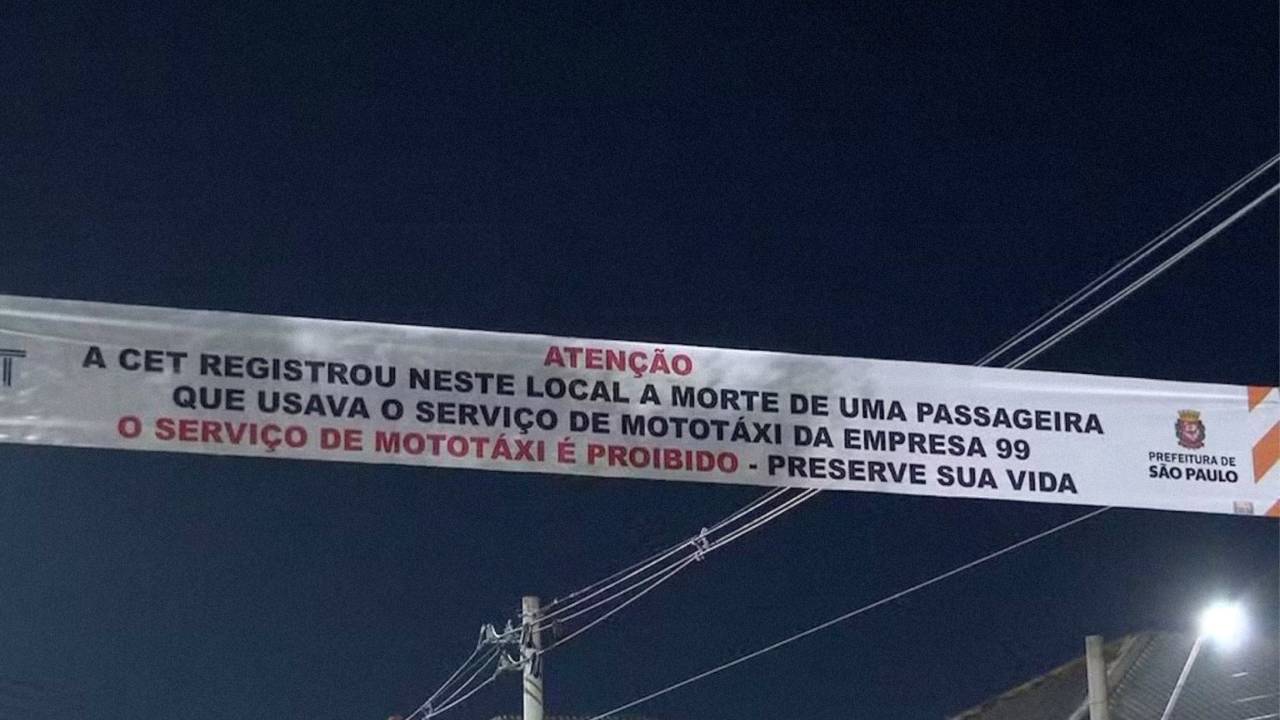 ATENÇÃO
A CET REGISTROU NESTE LOCAL A MORTE DE UMA PASSAGEIRA
QUE USAVA O SERVIÇO DE MOTOTÁXI DA EMPRESA 99
O SERVIÇO DE MOTOTÁXI É PROIBIDO - PRESERVE SUA VIDA
PREFEITURA DE
SÃO PAULO